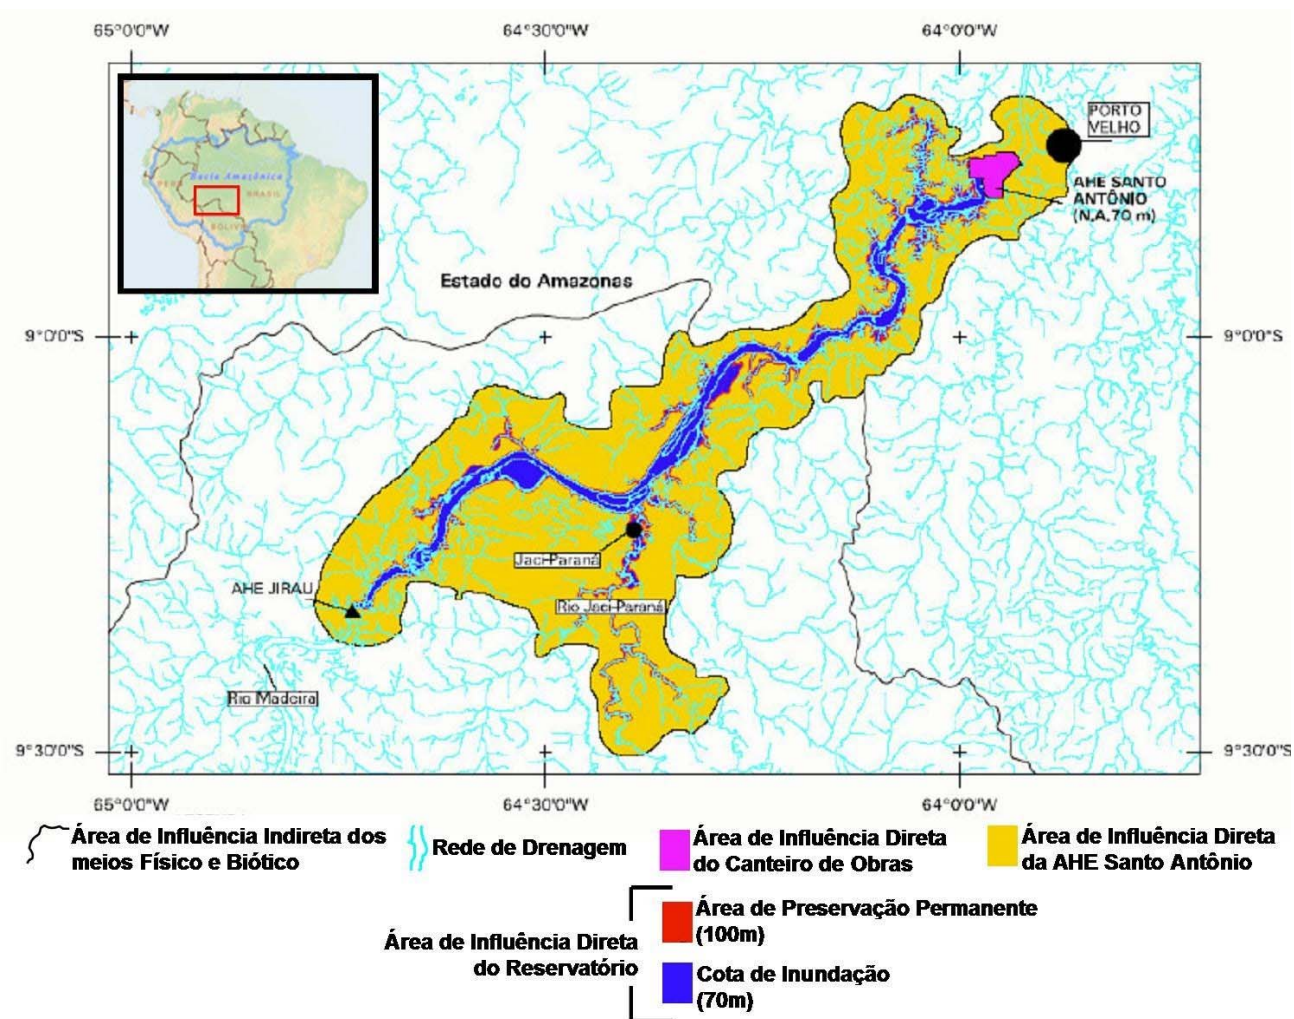 65°0'0"W
64°30'0"W
64°0'0"W
PORTO
VELHO
Bacia Amazônica
PERU
BRASIL
BOLIV
AHE SANTO
ANTÔNIO
(N.A.70 m)
Estado do Amazonas
9°0'0"S
9°0'0"S
Jaci-Paraná
AHE JIRAU
Rio Jaci-Paraná
Rio Madeira
9°30'0"S
9°30'0"S
65°0'0"W
64°30'0"W
64°0'0"W
Área de Influência Indireta dos
meios Físico e Biótico
Rede de Drenagem
Área de Influência Direta
do Canteiro de Obras
Área de Influência Direta
da AHE Santo Antônio
Área de Influência Direta
do Reservatório
Área de Preservação Permanente
(100m)
Cota de Inundação
(70m)